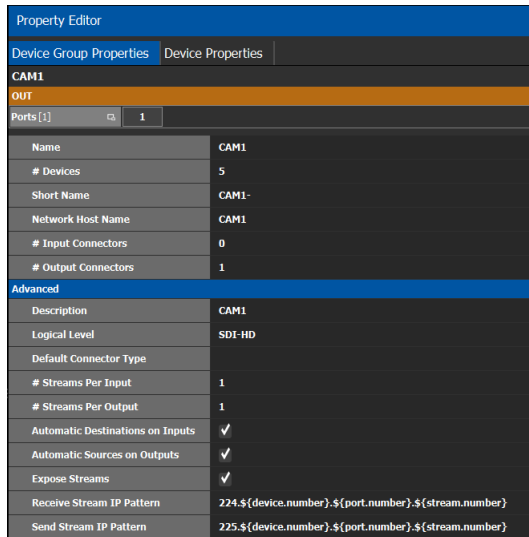 Property Editor
Device Group Properties Device Properties
CAM1
OUT
Ports [1] 1
Name CAM1
# Devices 5
Short Name CAM1-
Network Host Name CAM1
# Input Connectors 0
# Output Connectors 1
Advanced
Description CAM1
Logical Level SDI-HD
Default Connector Type
# Streams Per Input 1
# Streams Per Output 1
Automatic Destinations on Inputs
Automatic Sources on Outputs
Expose Streams
Receive Stream IP Pattern 224.${device.number}.${port.number}.${stream.number}
Send Stream IP Pattern 225.${device.number}.${port.number}.${stream.number}